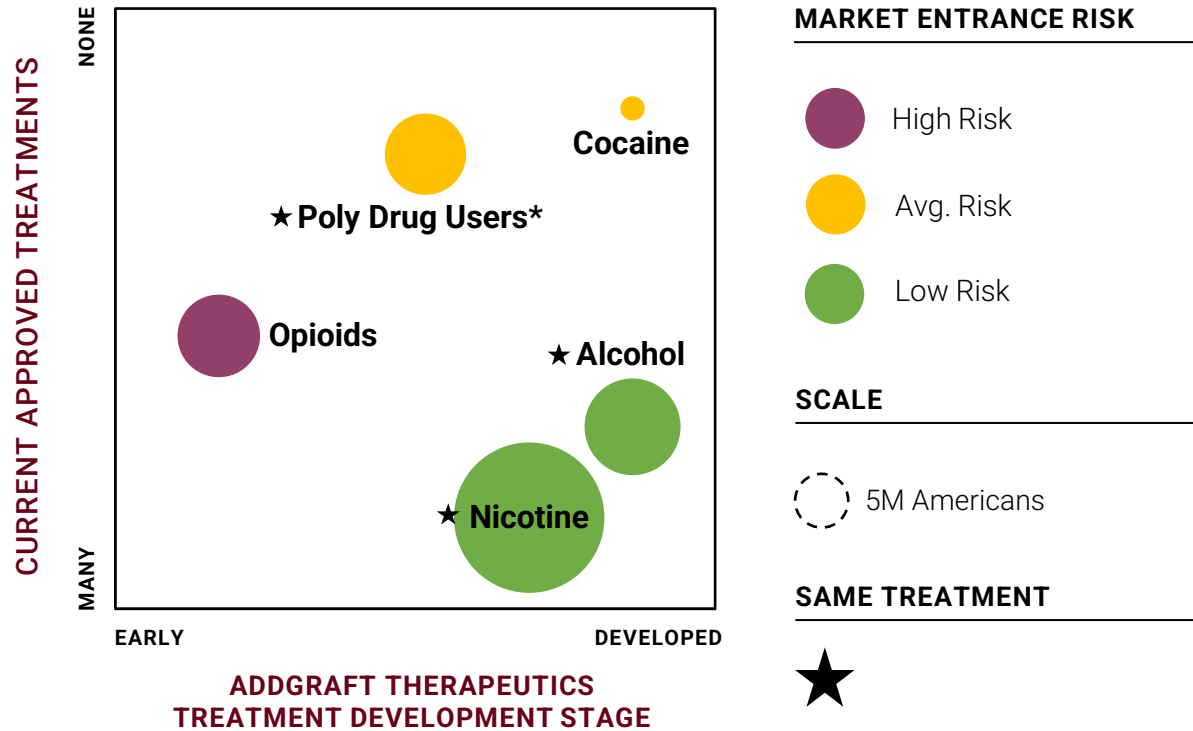 CURRENT APPROVED TREATMENTS
NONE
MANY
Cocaine
★ Poly Drug Users*
Opioids
★ Alcohol
★ Nicotine
EARLY
DEVELOPED
ADDGRAFT THERAPEUTICS
TREATMENT DEVELOPMENT STAGE
MARKET ENTRANCE RISK
High Risk
Avg. Risk
Low Risk
SCALE
5M Americans
SAME TREATMENT
★